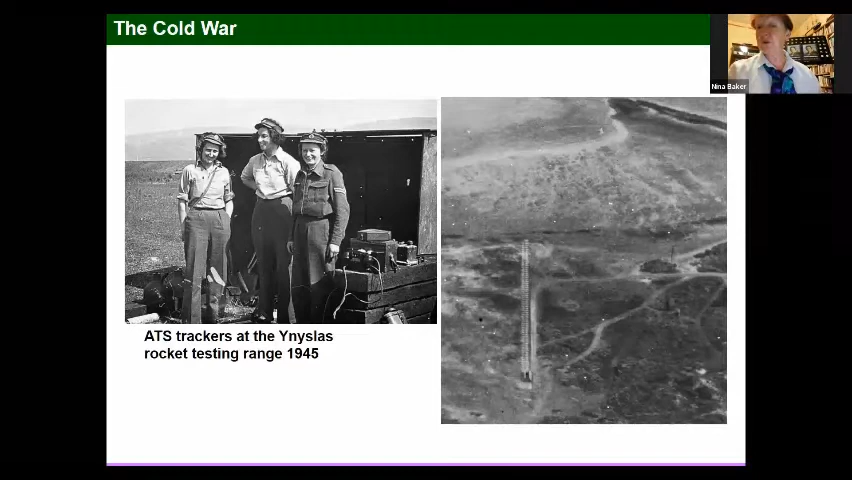 The Cold War
Nina Baker
ATS trackers at the Ynyslas
rocket testing range 1945